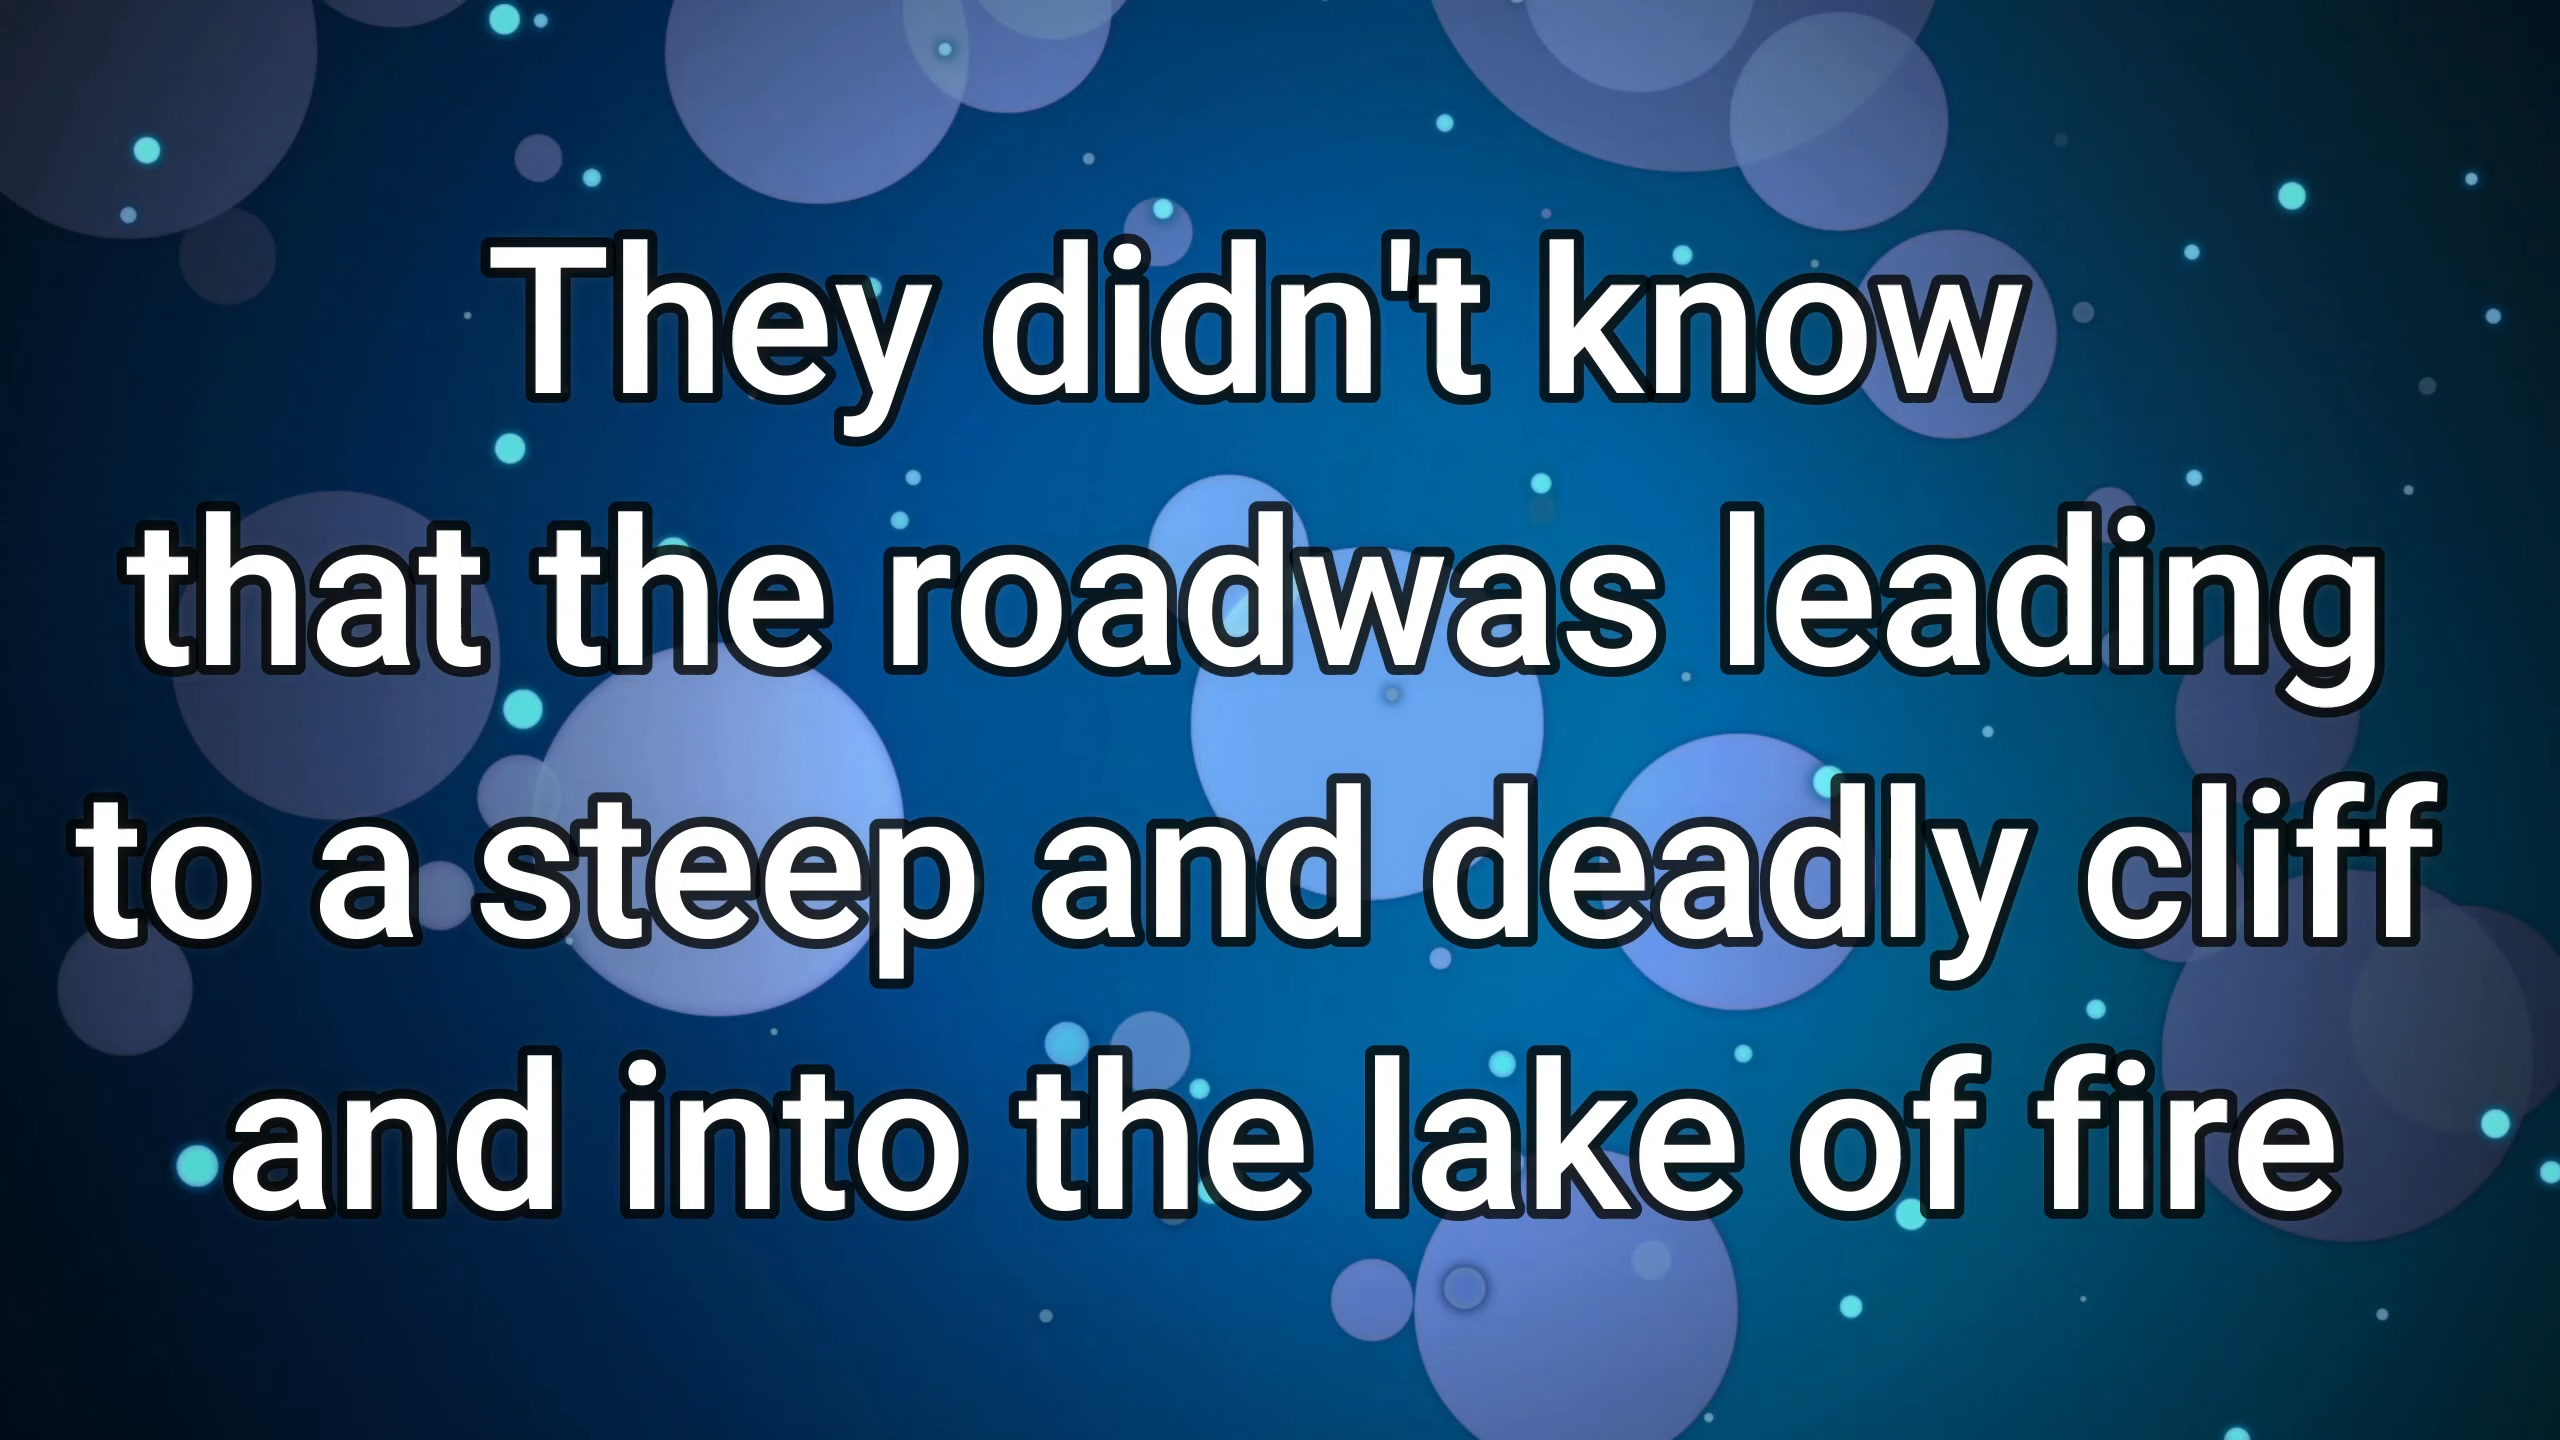 They didn't know
that the roadwas leading
to a steep and deadly cliff
and into the lake of fire